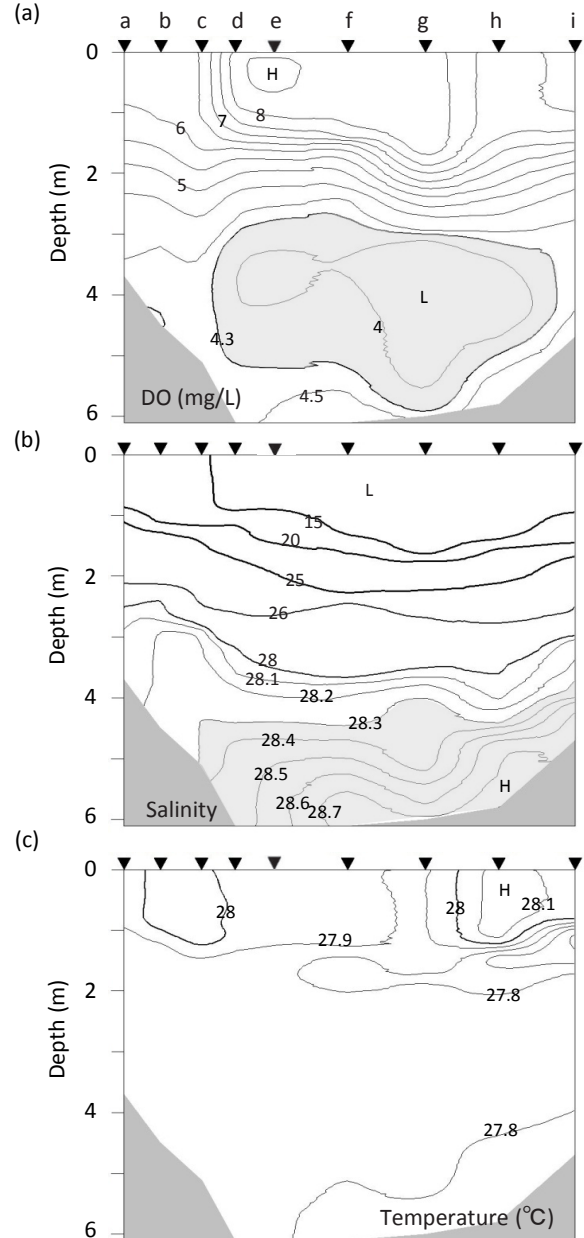 (a)
a b c d e f g h i
0
2
4
6
Depth (m)
H
8
7
6
5
L
4
4.3
4.5
DO (mg/L)
(b)
0
2
4
6
Depth (m)
L
15
20
25
26
28
28.1
28.2
28.3
28.4
28.5
28.6
28.7
H
Salinity
(c)
0
2
4
6
Depth (m)
28
27.9
28
H
28.1
27.8
27.8
Temperature (℃)